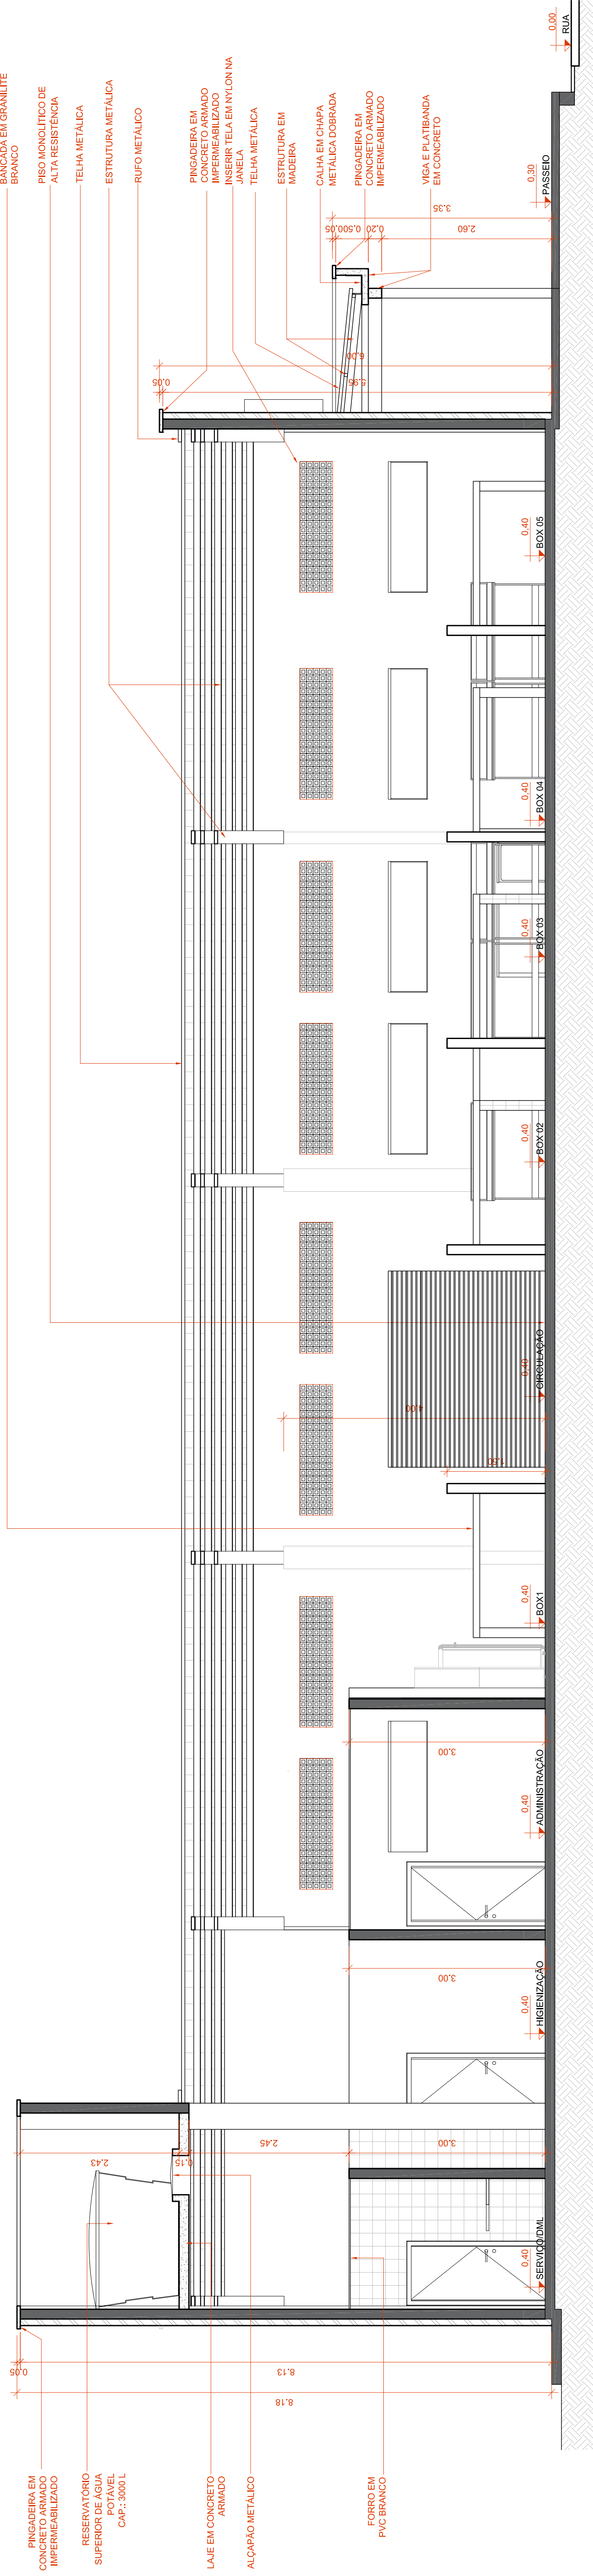 PINGADEIRA EM
CONCRETO ARMADO
IMPERMEABILIZADO
RESERVATÓRIO
SUPERIOR DE ÁGUA
POTÁVEL
CAP.: 3000 L
LAJE EM CONCRETO
ARMADO
ALÇAPÃO METÁLICO
FORRO EM
PVC BRANCO
BANCADA EM GRANILITE
BRANCO
PISO MONOLÍTICO DE
ALTA RESISTÊNCIA
TELHA METÁLICA
ESTRUTURA METÁLICA
RUFO METÁLICO
PINGADEIRA EM
CONCRETO ARMADO
IMPERMEABILIZADO
INSERIR TELA EM NYLON NA
JANELA
TELHA METÁLICA
ESTRUTURA EM
MADEIRA
CALHA EM CHAPA
METÁLICA DOBRADA
PINGADEIRA EM
CONCRETO ARMADO
IMPERMEABILIZADO
VIGA E PLATIBANDA
EM CONCRETO
0,05
8,13
8,18
2,43
0,15
2,45
3,00
0,40
SERVIÇO/DML
3,00
0,40
HIGIENIZAÇÃO
3,00
0,40
ADMINISTRAÇÃO
0,40
BOX1
1,50
4,00
0,40
CIRCULAÇÃO
0,40
BOX 02
0,40
BOX 03
0,40
BOX 04
0,40
BOX 05
0,05
5,95
6,00
0,05
0,50
0,20
2,60
3,35
0,30
PASSEIO
0,00
RUA